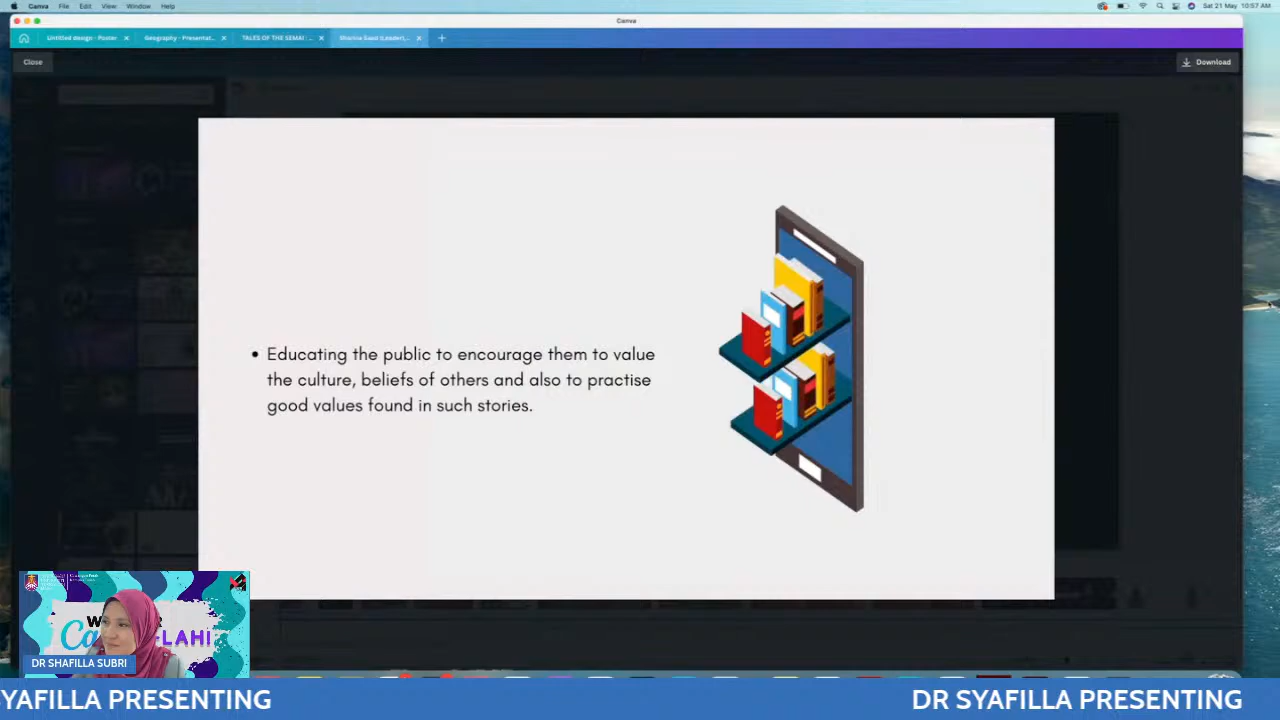 Canva File Edit View Window Help
Sat 21 May 10:57 AM
Canva
Untitled design - Poster
Geography - Presentat...
TALES OF THE SEMAI : ...
Close
Download
Educating the public to encourage them to value
the culture, beliefs of others and also to practise
good values found in such stories.
DR SHAFILLA SUBRI
SYAFILLA PRESENTING
DR SYAFILLA PRESENTING